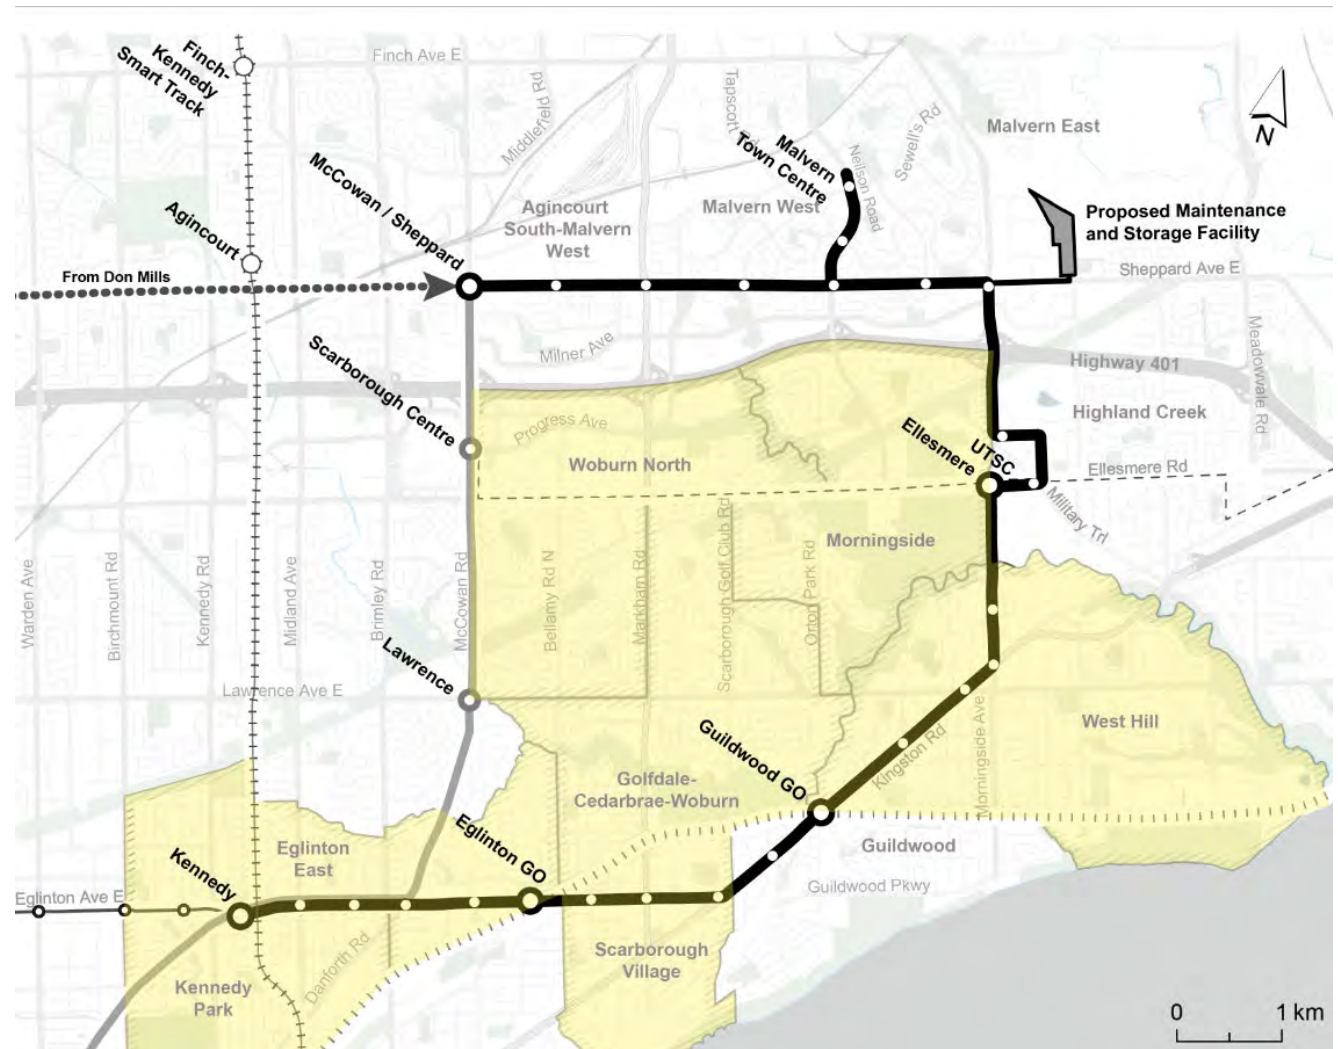 Finch-
Kennedy
Smart Track
Finch Ave E
Middlefield Rd
Tapscott
Malvern
Town Centre
Neilson Road
Sewell's Rd
Malvern East
N
McCowan / Sheppard
Agincourt
Agincourt
South-Malvern
West
Malvern West
Proposed Maintenance
and Storage Facility
From Don Mills
Sheppard Ave E
Scarborough Centre
Milner Ave
Highway 401
Meadowvale Rd
Progress Ave
Highland Creek
Ellesmere
UTSC
Woburn North
Ellesmere Rd
Military Trl
Morningside
Warden Ave
Birchmount Rd
Kennedy Rd
Midland Ave
Brimley Rd
McCowan Rd
Bellamy Rd N
Markham Rd
Scarborough Golf Club Rd
Orton Park Rd
Lawrence
Lawrence Ave E
Guildwood GO
Kingston Rd
Morningside Ave
West Hill
Golfdale-
Cedarbrae-Woburn
Eglinton GO
Eglinton
East
Kennedy
Guildwood
Guildwood Pkwy
Eglinton Ave E
Danforth Rd
Scarborough
Village
Kennedy
Park
0 1 km